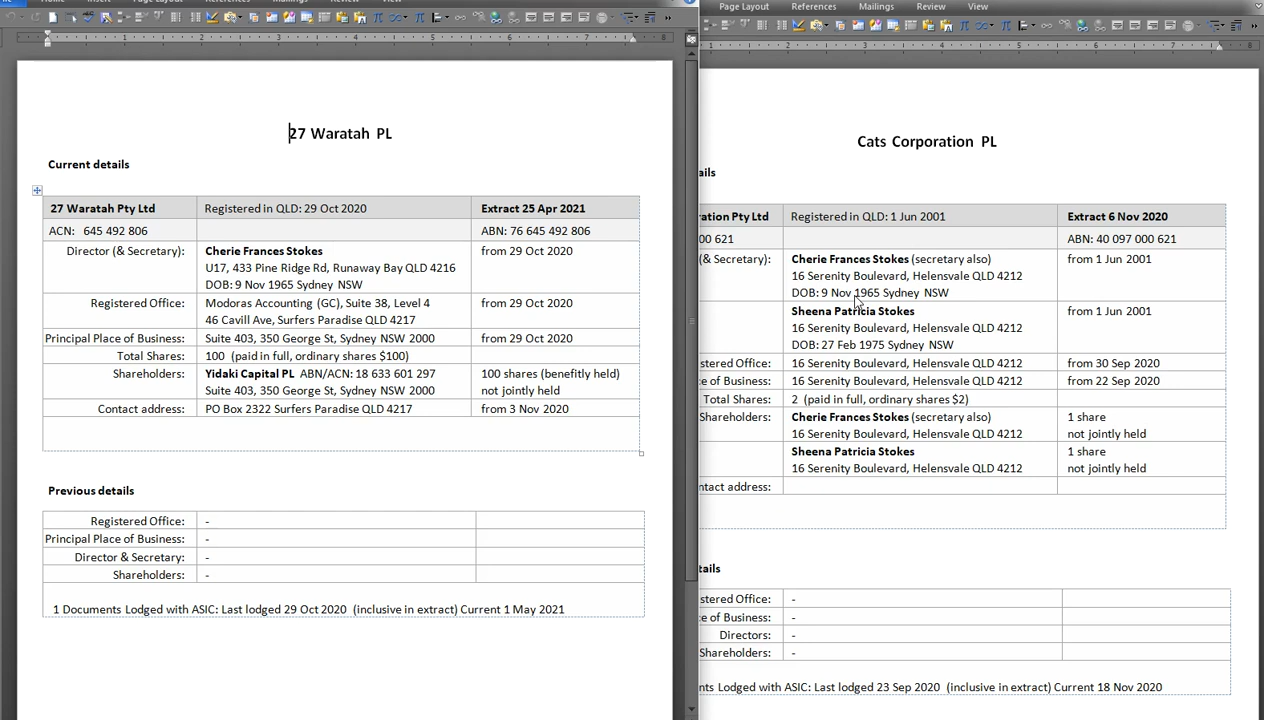 Home Insert Page Layout References Mailings Review View
27 Waratah PL
Current details
27 Waratah Pty Ltd Registered in QLD: 29 Oct 2020 Extract 25 Apr 2021
ACN: 645 492 806 ABN: 76 645 492 806
Director (& Secretary): Cherie Frances Stokes from 29 Oct 2020
U17, 433 Pine Ridge Rd, Runaway Bay QLD 4216
DOB: 9 Nov 1965 Sydney NSW
Registered Office: Modoras Accounting (GC), Suite 38, Level 4 from 29 Oct 2020
46 Cavill Ave, Surfers Paradise QLD 4217
Principal Place of Business: Suite 403, 350 George St, Sydney NSW 2000 from 29 Oct 2020
Total Shares: 100 (paid in full, ordinary shares $100)
Shareholders: Yidaki Capital PL ABN/ACN: 18 633 601 297 100 shares (benefitly held)
Suite 403, 350 George St, Sydney NSW 2000 not jointly held
Contact address: PO Box 2322 Surfers Paradise QLD 4217 from 3 Nov 2020
Previous details
Registered Office: -
Principal Place of Business: -
Director & Secretary: -
Shareholders: -
1 Documents Lodged with ASIC: Last lodged 29 Oct 2020 (inclusive in extract) Current 1 May 2021
Page Layout References Mailings Review View
Cats Corporation PL
ails
ration Pty Ltd Registered in QLD: 1 Jun 2001 Extract 6 Nov 2020
000 621 ABN: 40 097 000 621
(& Secretary): Cherie Frances Stokes (secretary also) from 1 Jun 2001
16 Serenity Boulevard, Helensvale QLD 4212
DOB: 9 Nov 1965 Sydney NSW
Sheena Patricia Stokes from 1 Jun 2001
16 Serenity Boulevard, Helensvale QLD 4212
DOB: 27 Feb 1975 Sydney NSW
stered Office: 16 Serenity Boulevard, Helensvale QLD 4212 from 30 Sep 2020
ce of Business: 16 Serenity Boulevard, Helensvale QLD 4212 from 22 Sep 2020
Total Shares: 2 (paid in full, ordinary shares $2)
Shareholders: Cherie Frances Stokes (secretary also) 1 share
16 Serenity Boulevard, Helensvale QLD 4212 not jointly held
Sheena Patricia Stokes 1 share
16 Serenity Boulevard, Helensvale QLD 4212 not jointly held
ntact address:
tails
stered Office: -
ce of Business: -
Directors: -
Shareholders: -
nts Lodged with ASIC: Last lodged 23 Sep 2020 (inclusive in extract) Current 18 Nov 2020